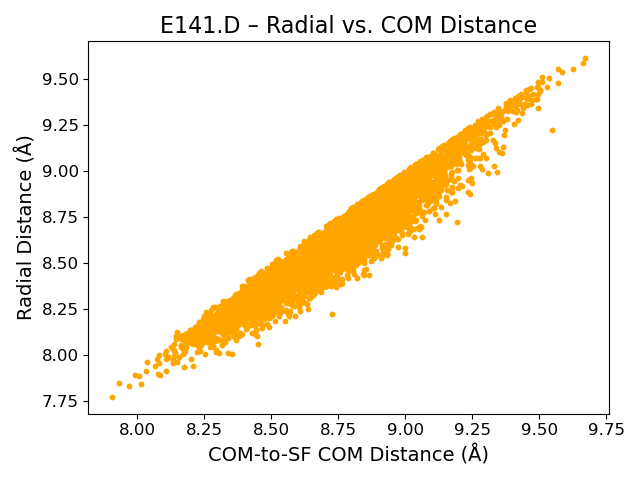 E141.D – Radial vs. COM Distance
Radial Distance (Å)
9.50
9.25
9.00
8.75
8.50
8.25
8.00
7.75
8.00 8.25 8.50 8.75 9.00 9.25 9.50 9.75
COM-to-SF COM Distance (Å)